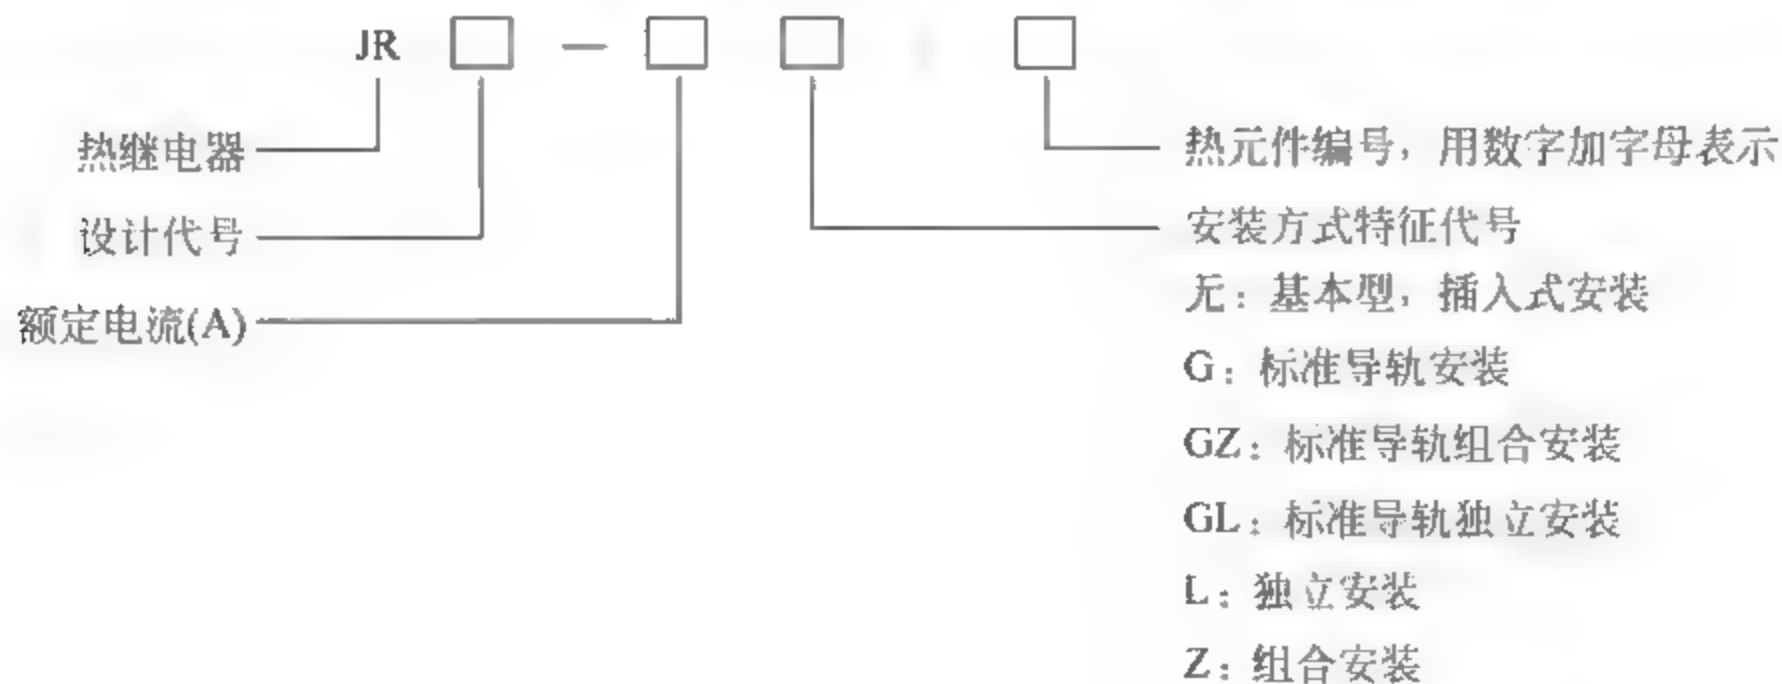 JR □ — □ □ □
热继电器
设计代号
额定电流(A)
热元件编号，用数字加字母表示
安装方式特征代号
无：基本型，插入式安装
G：标准导轨安装
GZ：标准导轨组合安装
GL：标准导轨独立安装
L：独立安装
Z：组合安装